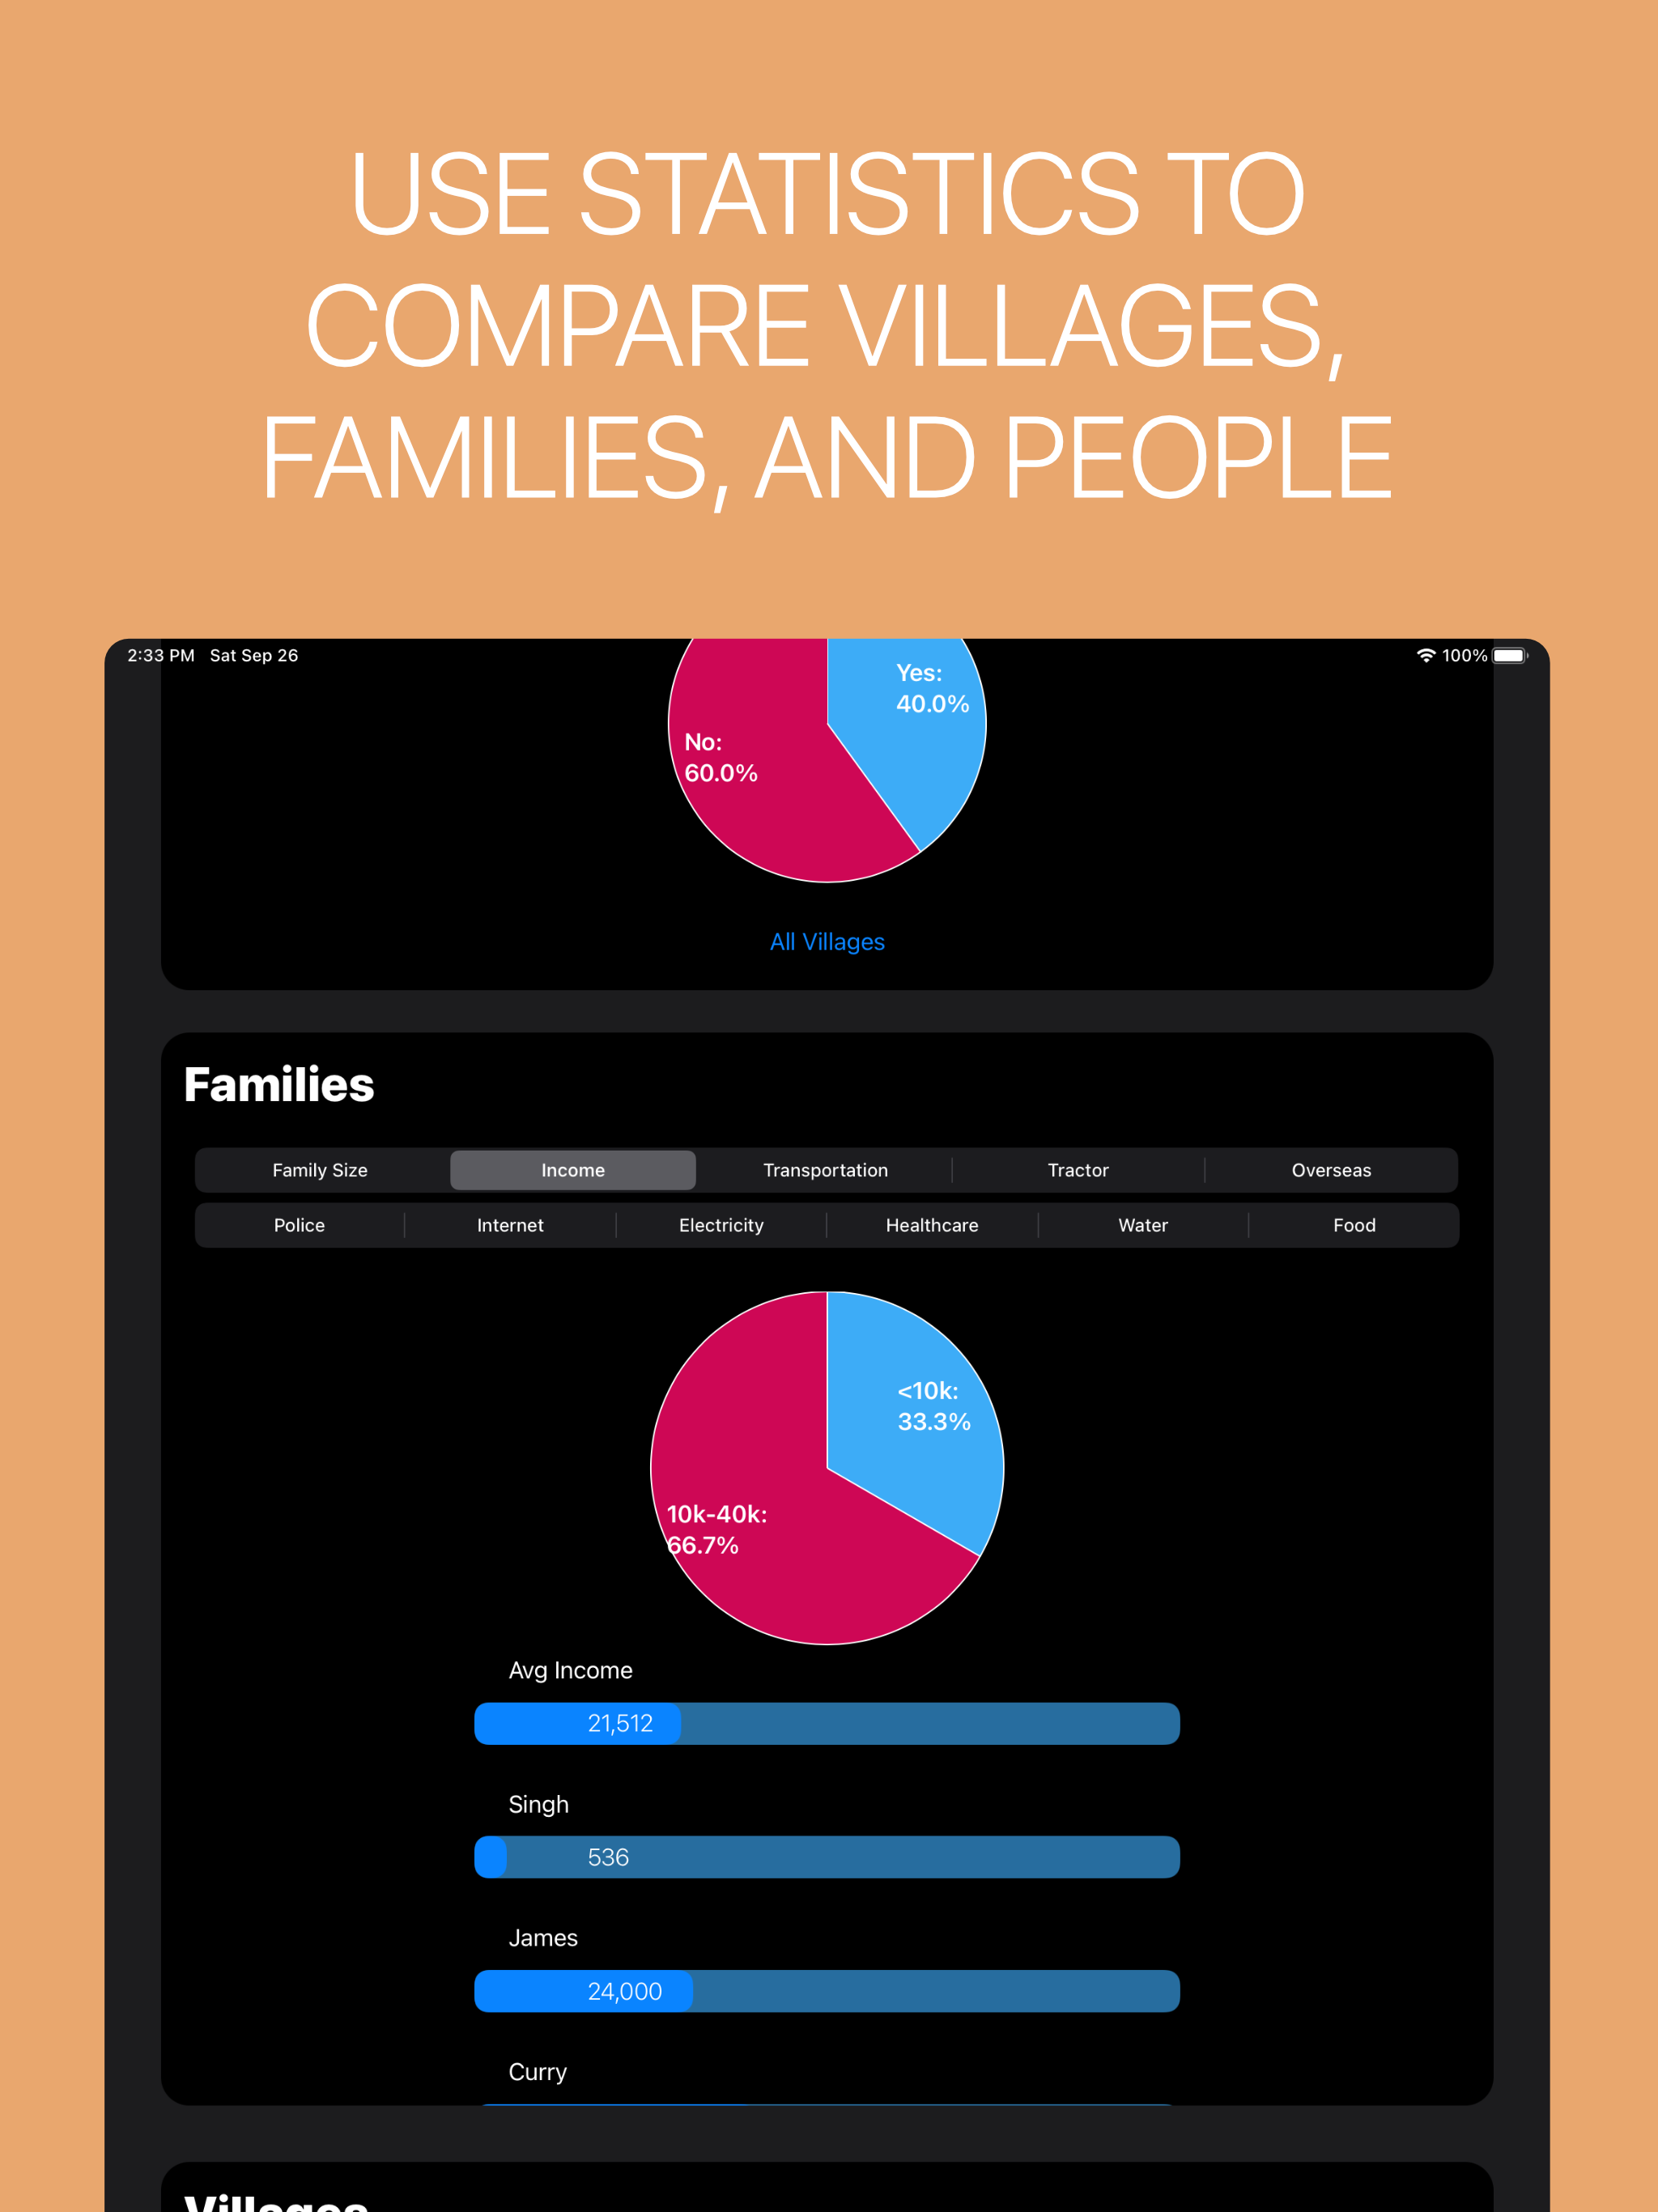 USE STATISTICS TO
COMPARE VILLAGES,
FAMILIES, AND PEOPLE
2:33 PM Sat Sep 26 100%
Yes:
40.0%
No:
60.0%
All Villages
Families
Family Size Income Transportation Tractor Overseas
Police Internet Electricity Healthcare Water Food
<10k:
33.3%
10k-40k:
66.7%
Avg Income
21,512
Singh
536
James
24,000
Curry
Villages